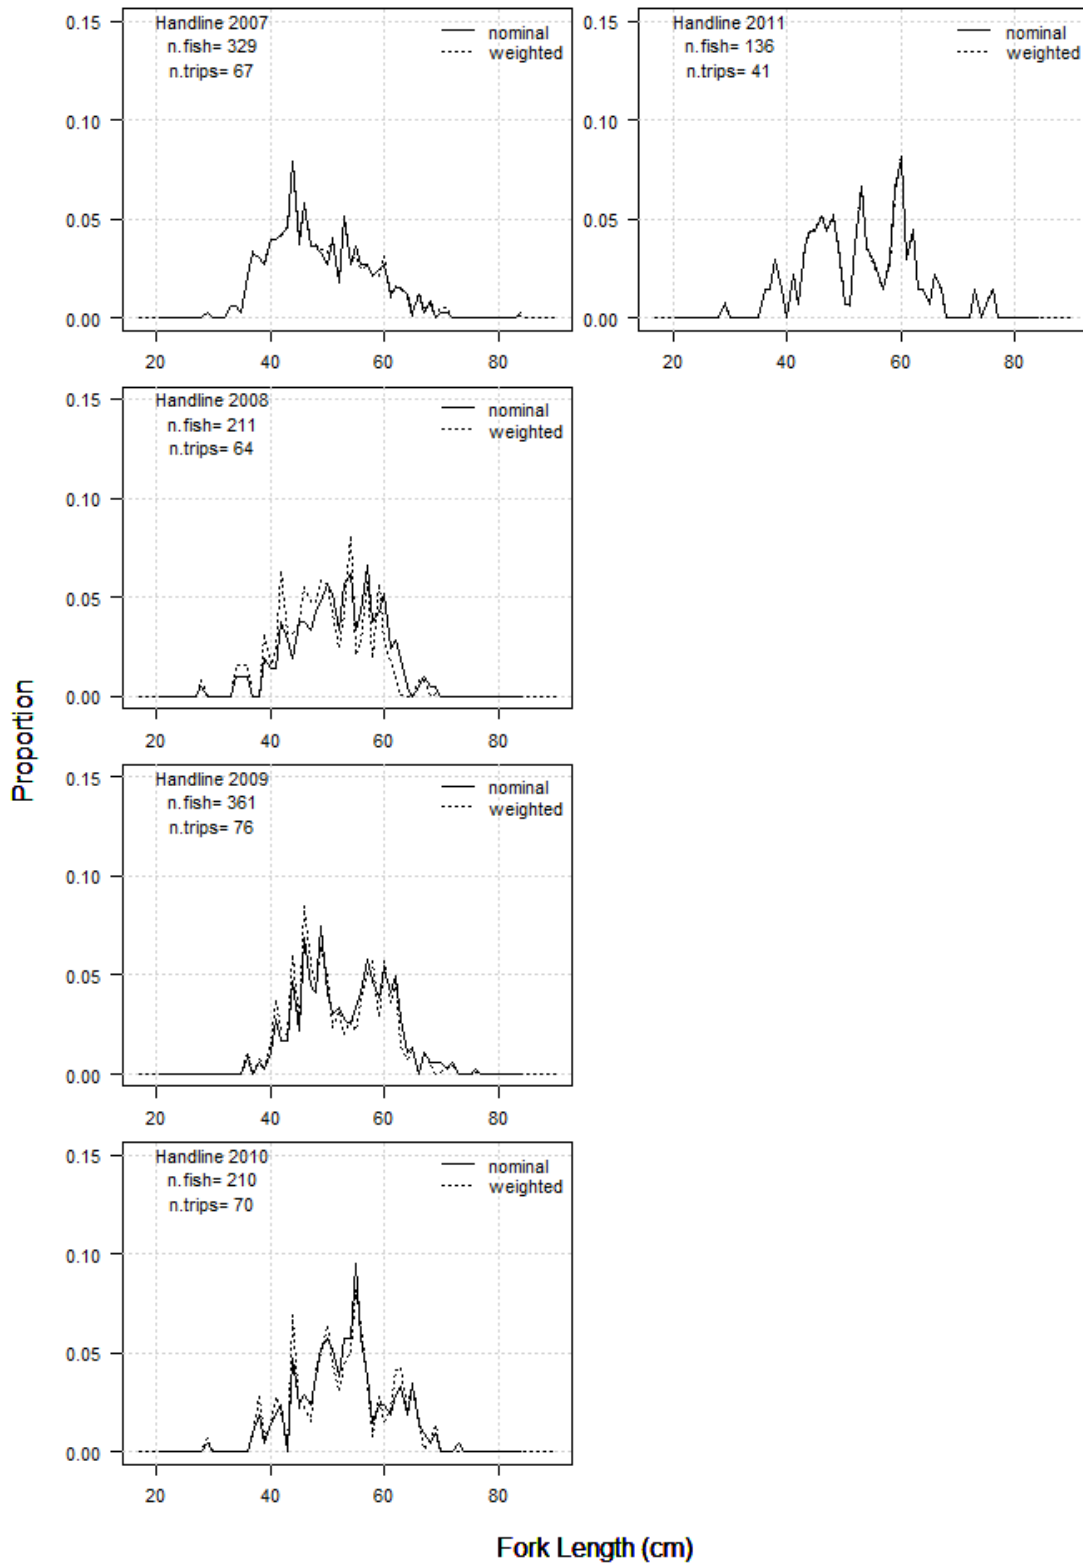 Handline 2007
n.fish= 329
n.trips= 67
nominal
weighted
0.15
0.10
0.05
0.00
20 40 60 80
Handline 2011
n.fish= 136
n.trips= 41
nominal
weighted
0.15
0.10
0.05
0.00
20 40 60 80
Handline 2008
n.fish= 211
n.trips= 64
nominal
weighted
0.15
0.10
0.05
0.00
20 40 60 80
Proportion
Handline 2009
n.fish= 361
n.trips= 76
nominal
weighted
0.15
0.10
0.05
0.00
20 40 60 80
Handline 2010
n.fish= 210
n.trips= 70
nominal
weighted
0.15
0.10
0.05
0.00
20 40 60 80
Fork Length (cm)